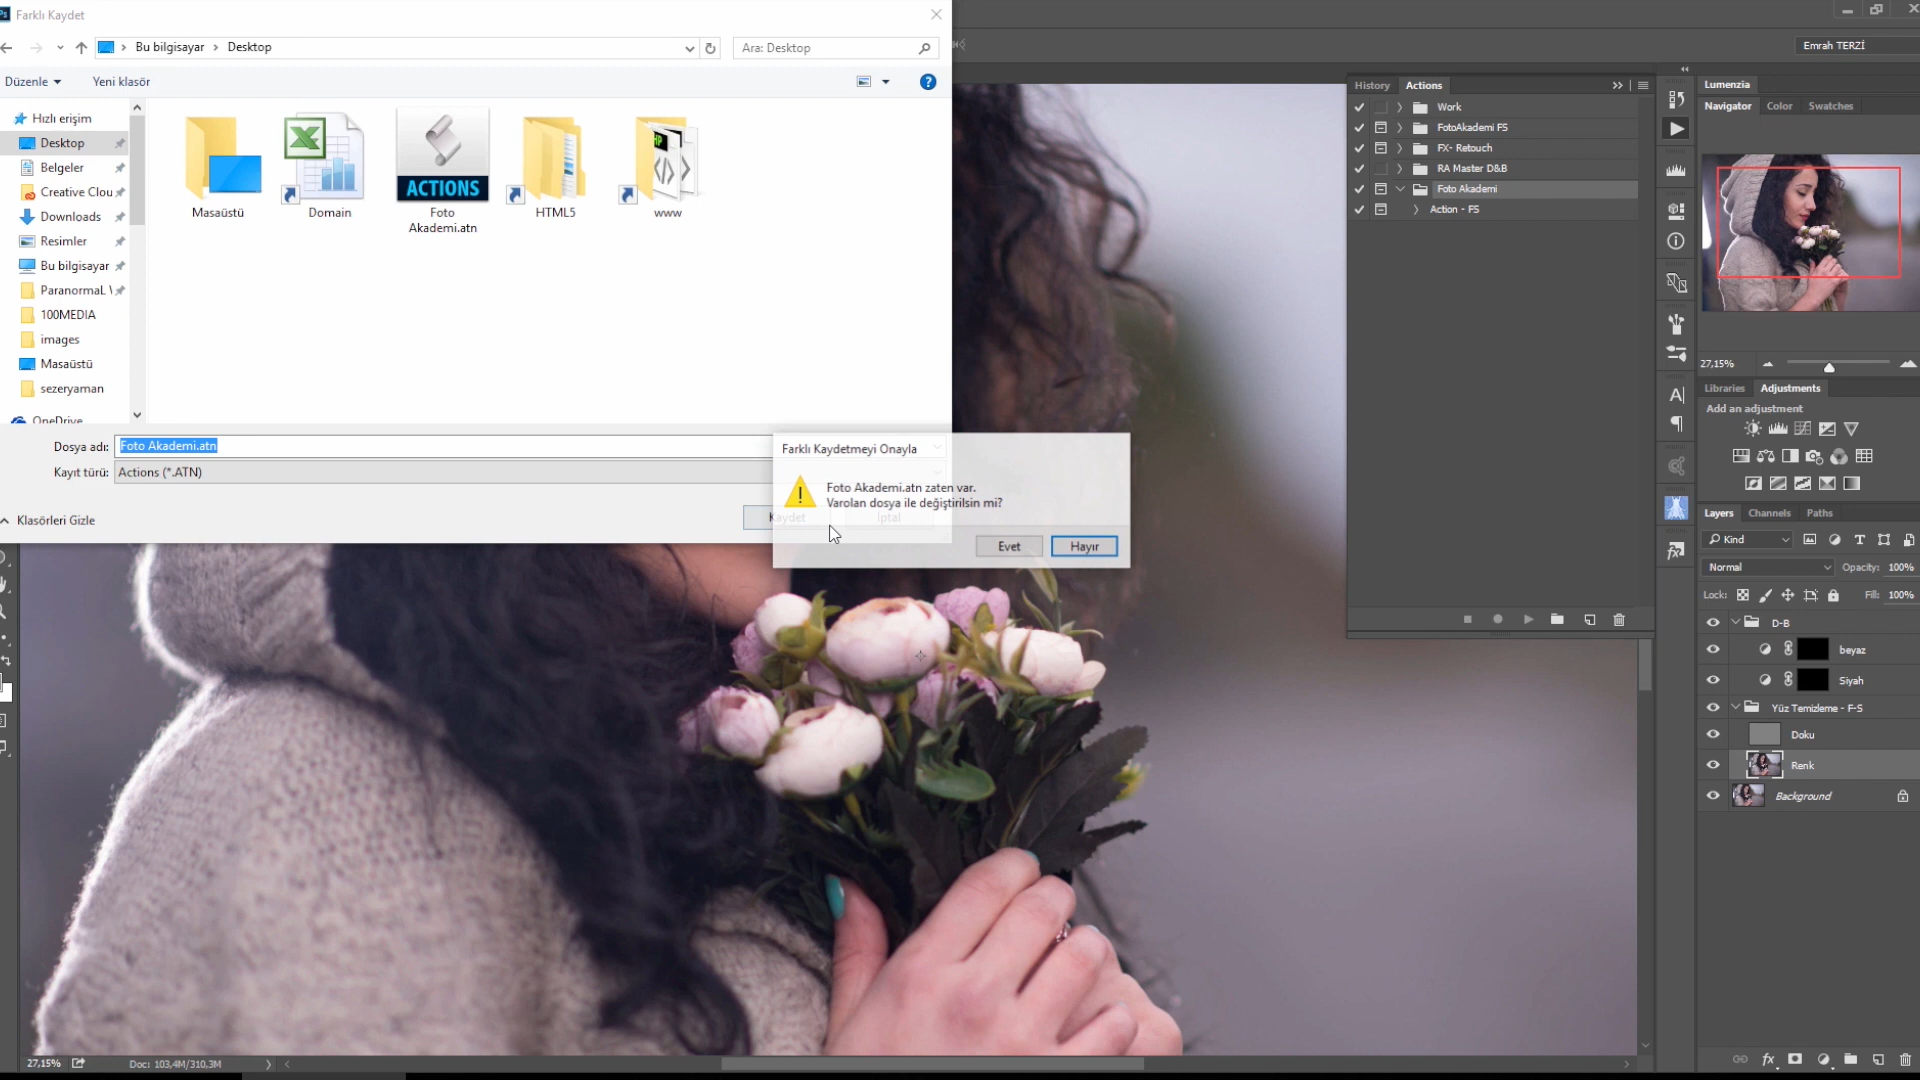 Farklı Kaydet
Bu bilgisayar
Desktop
Ara: Desktop
Düzenle
Yeni klasör
Hızlı erişim
Desktop
Belgeler
Creative Clou
Downloads
Resimler
Bu bilgisayar
ParanormaL \
100MEDIA
images
Masaüstü
sezeryaman
OneDrive
Masaüstü
Domain
ACTIONS
Foto
Akademi.atn
HTML5
www
Dosya adı:
Foto Akademi.atn
Kayıt türü:
Actions (*.ATN)
Klasörleri Gizle
Kaydet
İptal
Farklı Kaydetmeyi Onayla
Foto Akademi.atn zaten var.
Varolan dosya ile değiştirilsin mi?
Evet
Hayır
Emrah TERZİ
History
Actions
Work
FotoAkademi FS
FX- Retouch
RA Master D&B
Foto Akademi
Action - FS
Lumenzia
Navigator
Color
Swatches
27,15%
Libraries
Adjustments
Add an adjustment
Layers
Channels
Paths
Kind
Normal
Opacity: 100%
Lock:
Fill: 100%
D-B
beyaz
Siyah
Yüz Temizleme - F-S
Doku
Renk
Background
27,15%
Doc: 103,4M/310,3M